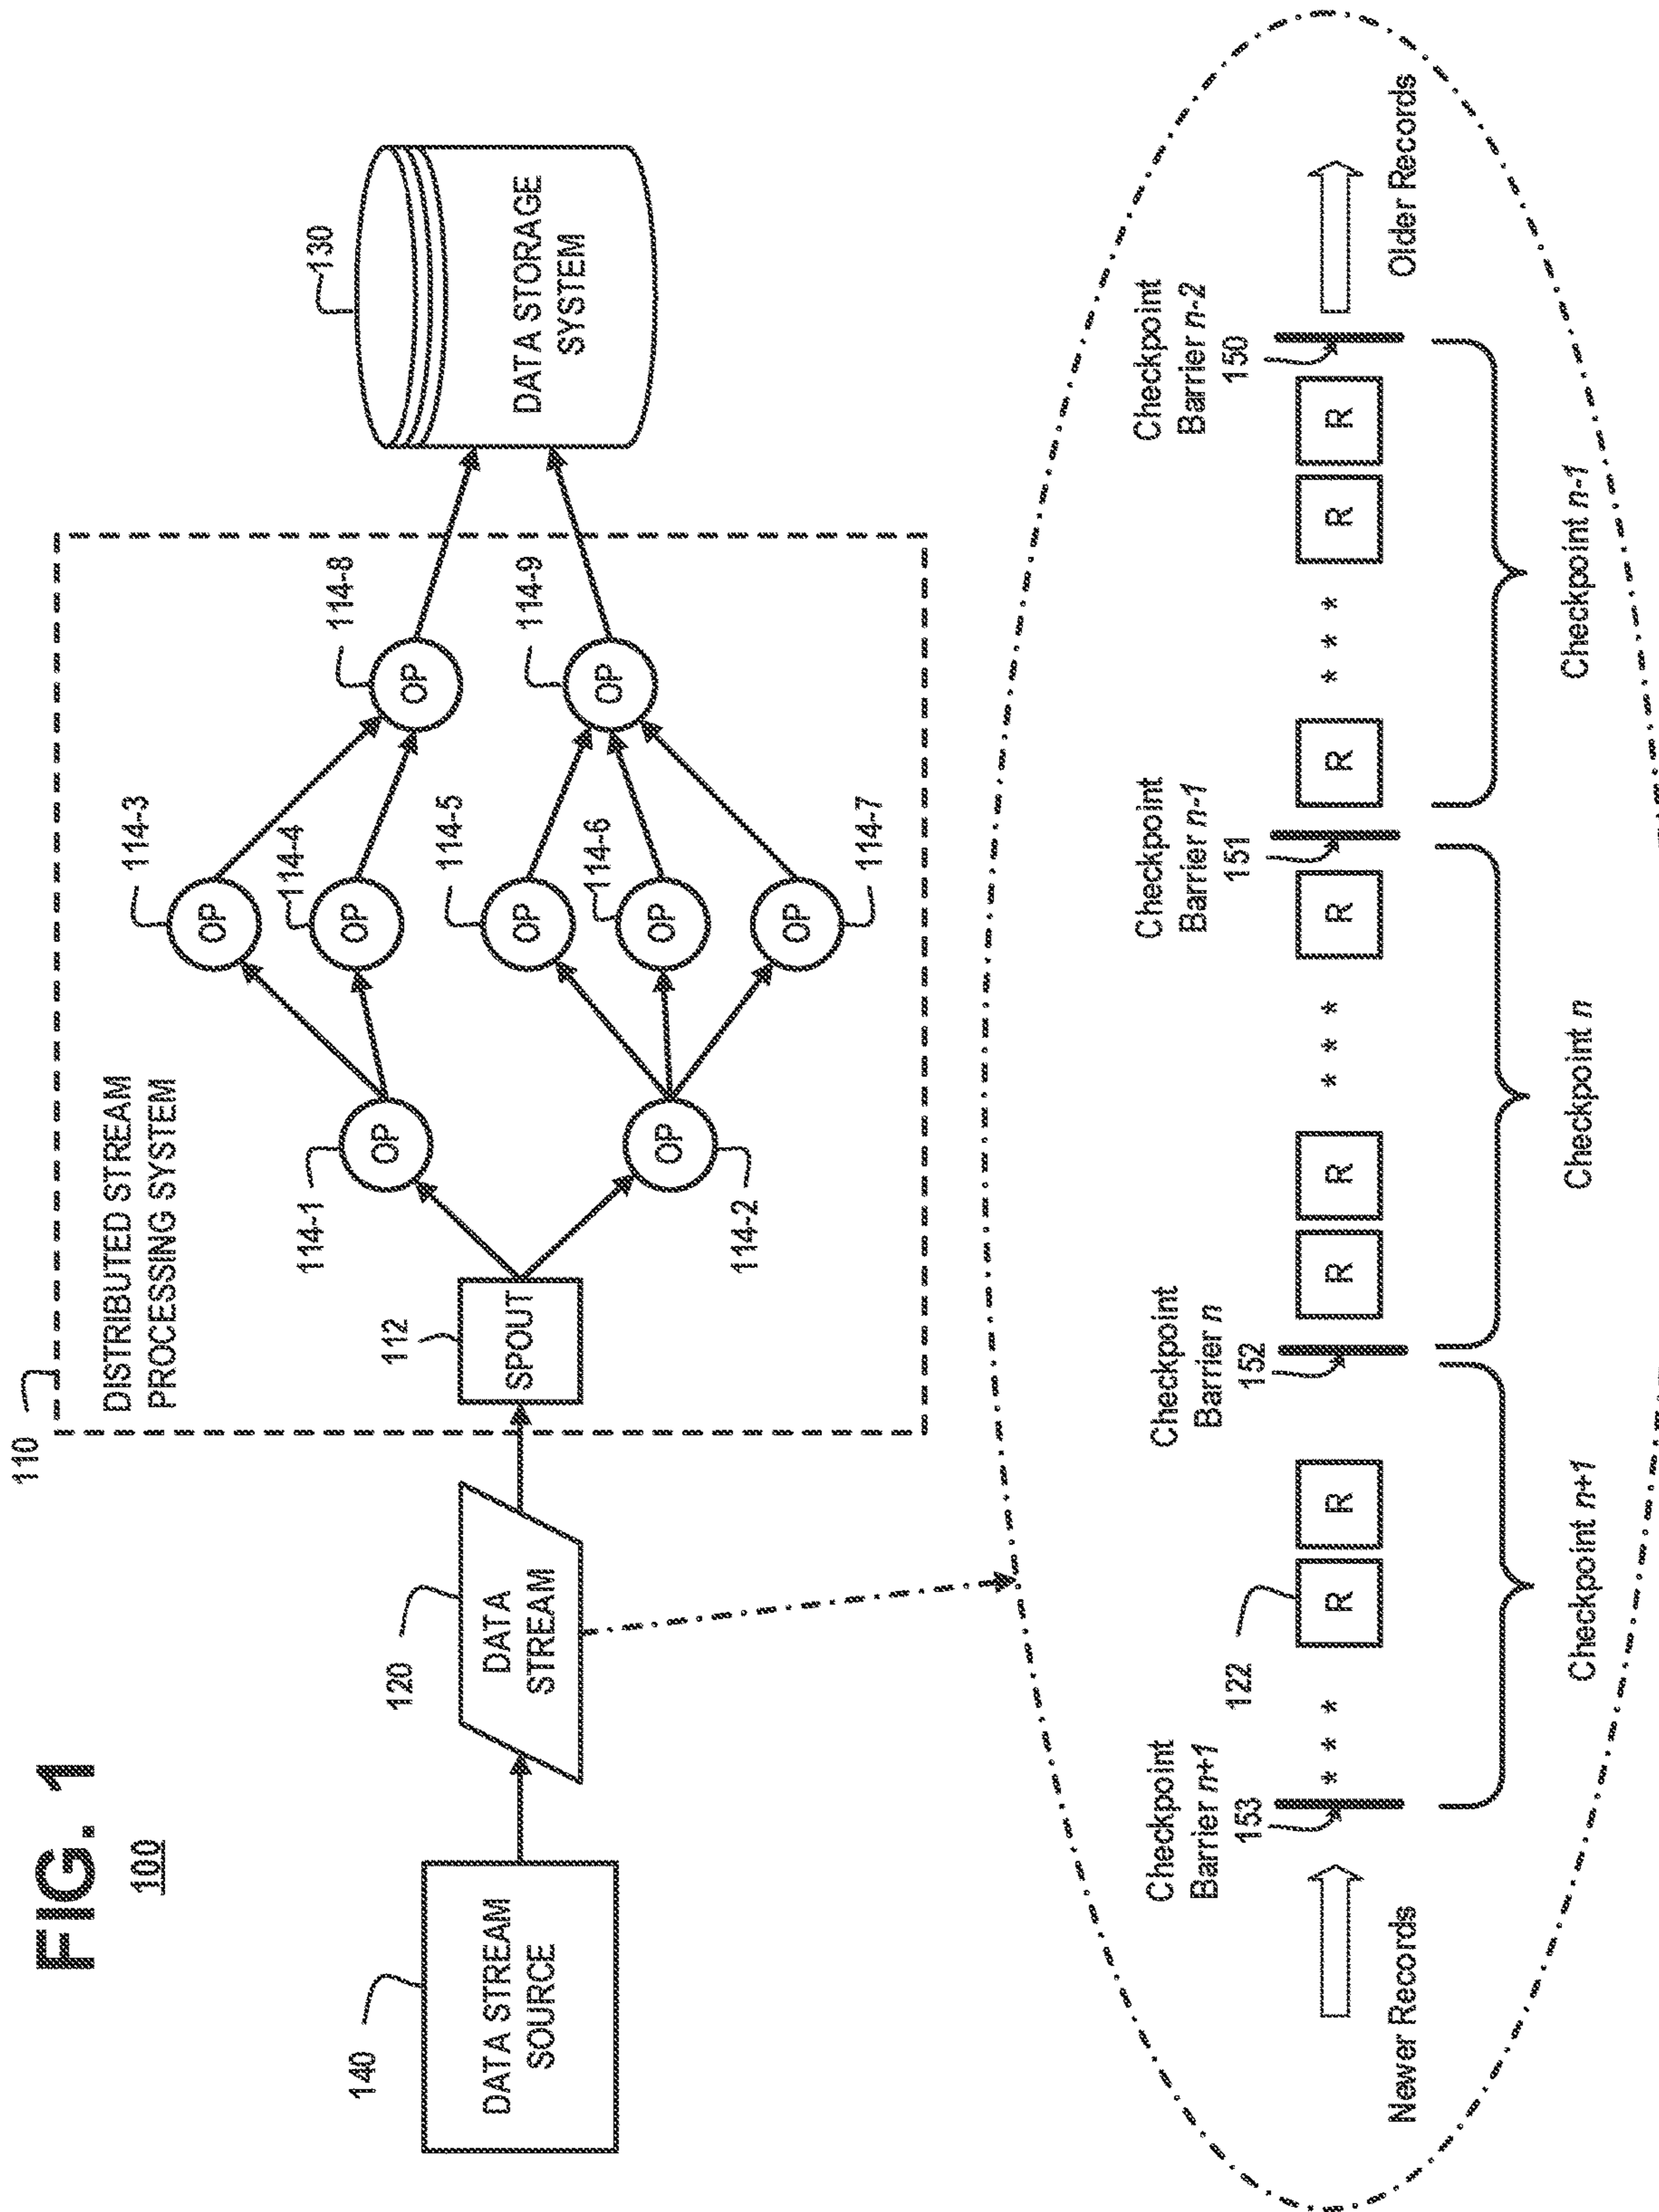 FIG. 1
100
110
DISTRIBUTED STREAM
PROCESSING SYSTEM
140
DATA STREAM
SOURCE
120
DATA
STREAM
112
SPOUT
114-1
OP
114-2
OP
114-3
OP
114-4
OP
114-5
OP
114-6
OP
114-7
OP
114-8
OP
114-9
OP
130
DATA STORAGE
SYSTEM
Checkpoint
Barrier n+1
153
Checkpoint
Barrier n
152
Checkpoint
Barrier n-1
151
Checkpoint
Barrier n-2
150
122
* * * R R R R * * * R R * * * R R
Newer Records
Older Records
Checkpoint n+1
Checkpoint n
Checkpoint n-1